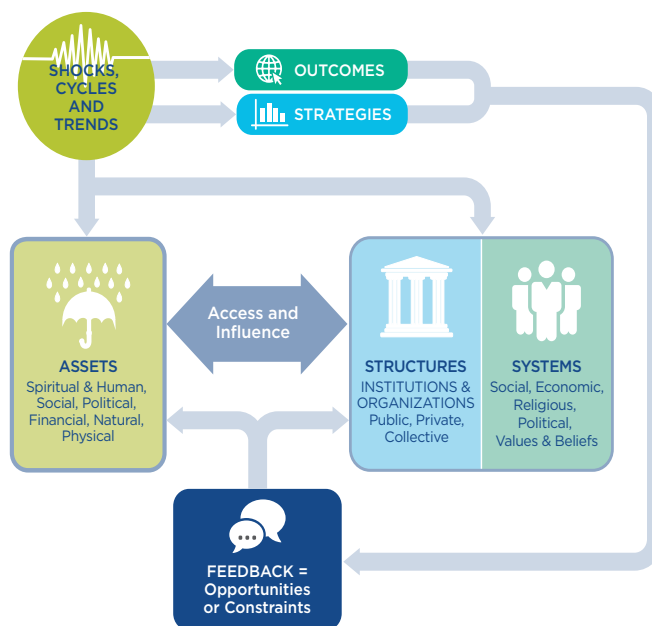 SHOCKS,
CYCLES
AND
TRENDS
OUTCOMES
STRATEGIES
Access and
Influence
ASSETS
Spiritual & Human,
Social, Political,
Financial, Natural,
Physical
STRUCTURES
INSTITUTIONS &
ORGANIZATIONS
Public, Private,
Collective
SYSTEMS
Social, Economic,
Religious,
Political,
Values & Beliefs
FEEDBACK =
Opportunities
or Constraints